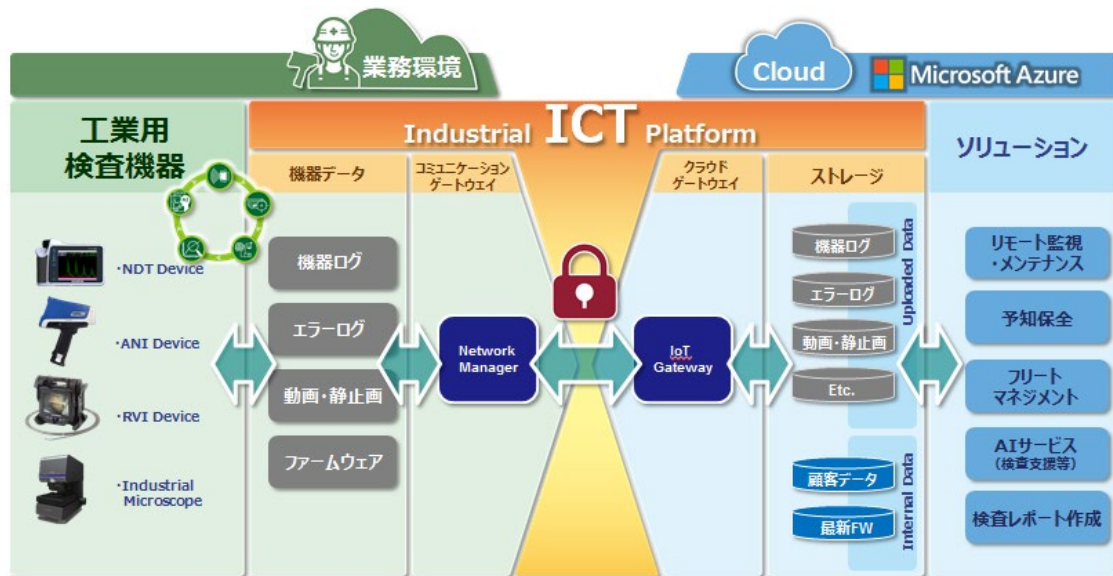 業務環境
Cloud
Microsoft Azure
工業用
検査機器
Industrial ICT Platform
ソリューション
機器データ
コミュニケーション
ゲートウェイ
クラウド
ゲートウェイ
ストレージ
・NDT Device
・ANI Device
・RVI Device
・Industrial
Microscope
機器ログ
エラーログ
動画・静止画
ファームウェア
Network
Manager
IoT
Gateway
機器ログ
エラーログ
動画・静止画
Etc.
Uploaded Data
顧客データ
最新FW
Internal Data
リモート監視
・メンテナンス
予知保全
フリート
マネジメント
AIサービス
(検査支援等)
検査レポート作成